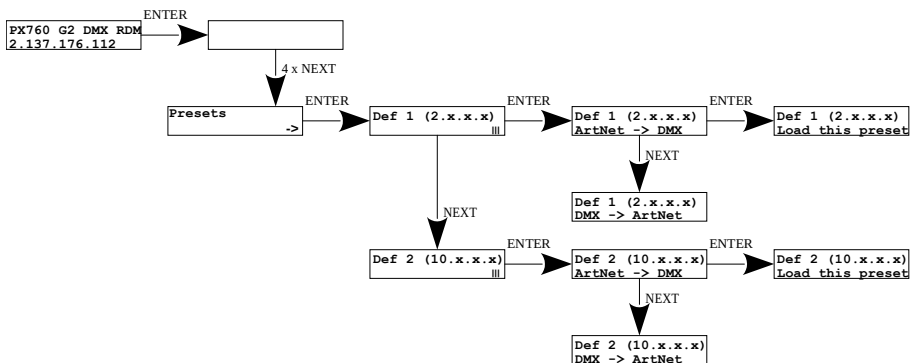 ENTER
PX760 G2 DMX RDM
2.137.176.112
4 x NEXT
Presets
->
ENTER
Def 1 (2.x.x.x)
ENTER
Def 1 (2.x.x.x)
ArtNet -> DMX
ENTER
Def 1 (2.x.x.x)
Load this preset
NEXT
Def 1 (2.x.x.x)
DMX -> ArtNet
NEXT
Def 2 (10.x.x.x)
ENTER
Def 2 (10.x.x.x)
ArtNet -> DMX
ENTER
Def 2 (10.x.x.x)
Load this preset
NEXT
Def 2 (10.x.x.x)
DMX -> ArtNet